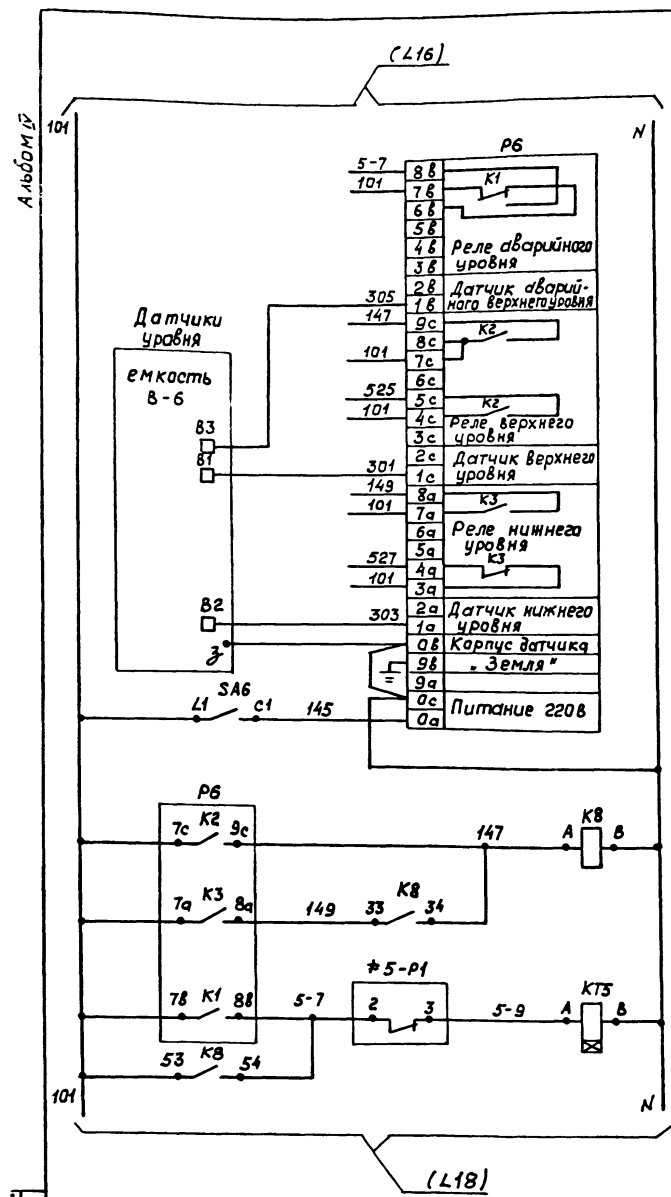 (L16)
Альбом IV
101
N
Р6
5-7
8в
К1
101
7в
6в
5в
4в
Реле аварийного
3в
уровня
2в
Датчик аварий-
305
1в
ного верхнего уровня
147
9с
8с
К2
101
7с
6с
525
5с
101
4с
К2
Реле верхнего
3с
уровня
2с
Датчик верхнего
301
1с
уровня
149
8а
К3
101
7а
6а
Реле нижнего
5а
уровня
527
4а
К3
101
3а
2а
Датчик нижнего
303
1а
уровня
0в
Корпус датчика
9в
„ Земля "
9а
0с
Питание 220В
0а
Датчики
уровня
емкость
В-6
В3
В1
В2
З
SA6
L1
С1
145
Р6
7с
К2
9с
147
А
К8
В
7а
К3
8а
149
33
К8
34
* 5-Р1
7в
К1
8в
5-7
2
3
5-9
А
КТ5
В
53
К8
54
101
N
(L18)